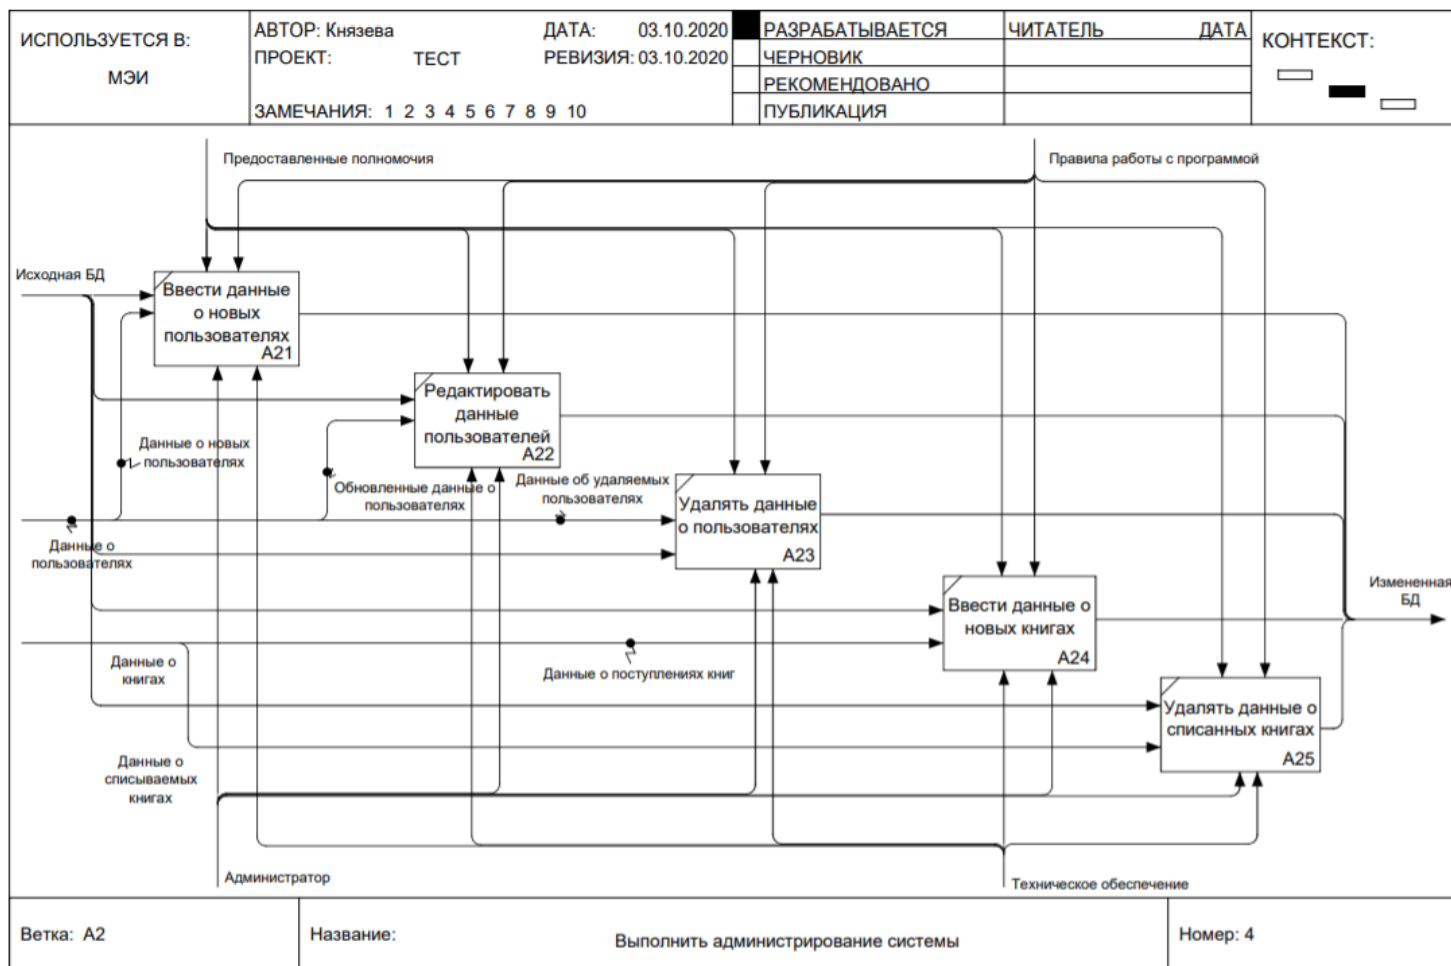 ИСПОЛЬЗУЕТСЯ В:
МЭИ
АВТОР: Князева
ДАТА: 03.10.2020
ПРОЕКТ: ТЕСТ
РЕВИЗИЯ: 03.10.2020
ЗАМЕЧАНИЯ: 1 2 3 4 5 6 7 8 9 10
РАЗРАБАТЫВАЕТСЯ
ЧЕРНОВИК
РЕКОМЕНДОВАНО
ПУБЛИКАЦИЯ
ЧИТАТЕЛЬ
ДАТА
КОНТЕКСТ:
Предоставленные полномочия
Правила работы с программой
Исходная БД
Ввести данные
о новых
пользователях
A21
Редактировать
данные
пользователей
A22
Данные о новых
пользователях
Обновленные данные о
пользователях
Данные об удаляемых
пользователях
Удалять данные
о пользователях
A23
Данные о
пользователях
Ввести данные о
новых книгах
A24
Измененная
БД
Данные о
книгах
Данные о поступлениях книг
Удалять данные о
списанных книгах
A25
Данные о
списываемых
книгах
Администратор
Техническое обеспечение
Ветка: A2
Название:
Выполнить администрирование системы
Номер: 4